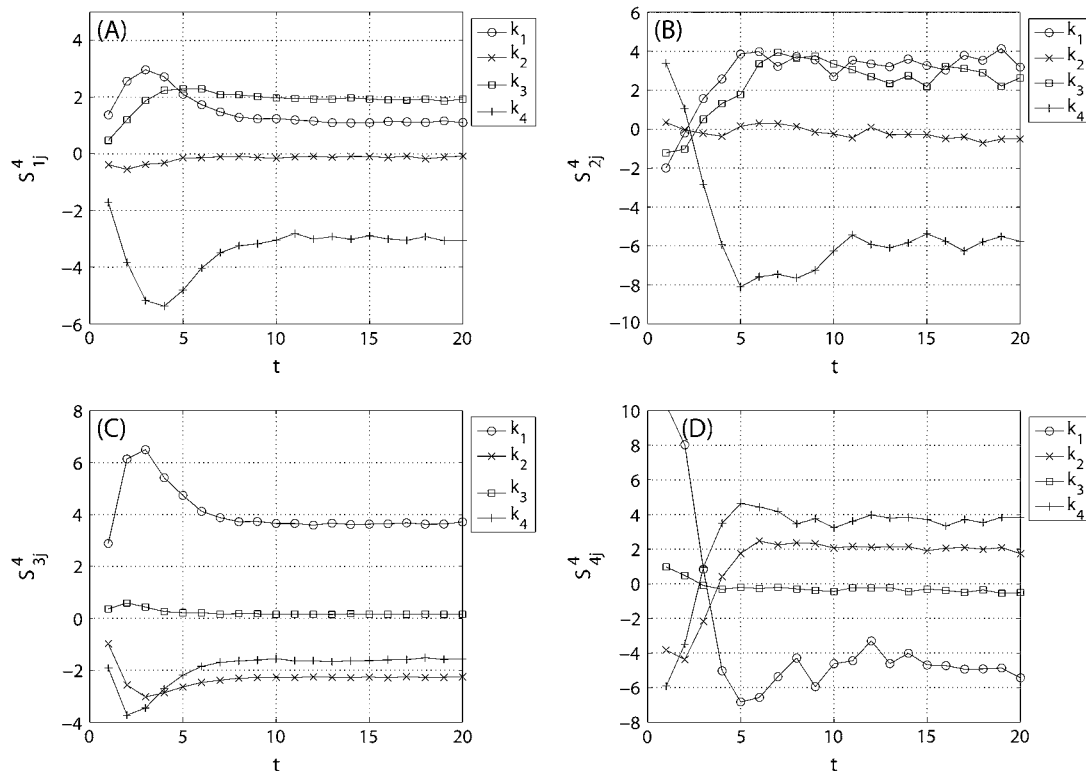 (A)
4
2
0
−2
−4
−6
0
5
10
15
20
S⁴₁ⱼ
t
k₁
k₂
k₃
k₄
(B)
6
4
2
0
−2
−4
−6
−8
−10
0
5
10
15
20
S⁴₂ⱼ
t
k₁
k₂
k₃
k₄
(C)
8
6
4
2
0
−2
−4
0
5
10
15
20
S⁴₃ⱼ
t
k₁
k₂
k₃
k₄
(D)
10
8
6
4
2
0
−2
−4
−6
−8
0
5
10
15
20
S⁴₄ⱼ
t
k₁
k₂
k₃
k₄